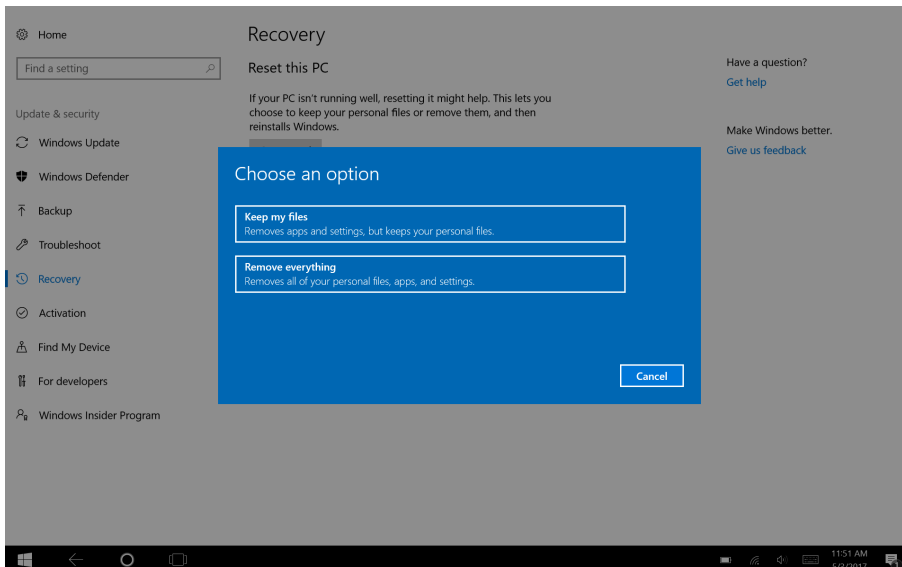 Home
Find a setting
Update & security
Windows Update
Windows Defender
Backup
Troubleshoot
Recovery
Activation
Find My Device
For developers
Windows Insider Program
Recovery
Reset this PC
If your PC isn't running well, resetting it might help. This lets you
choose to keep your personal files or remove them, and then
reinstalls Windows.
Choose an option
Keep my files
Removes apps and settings, but keeps your personal files.
Remove everything
Removes all of your personal files, apps, and settings.
Cancel
Have a question?
Get help
Make Windows better.
Give us feedback
11:51 AM
5/3/2017